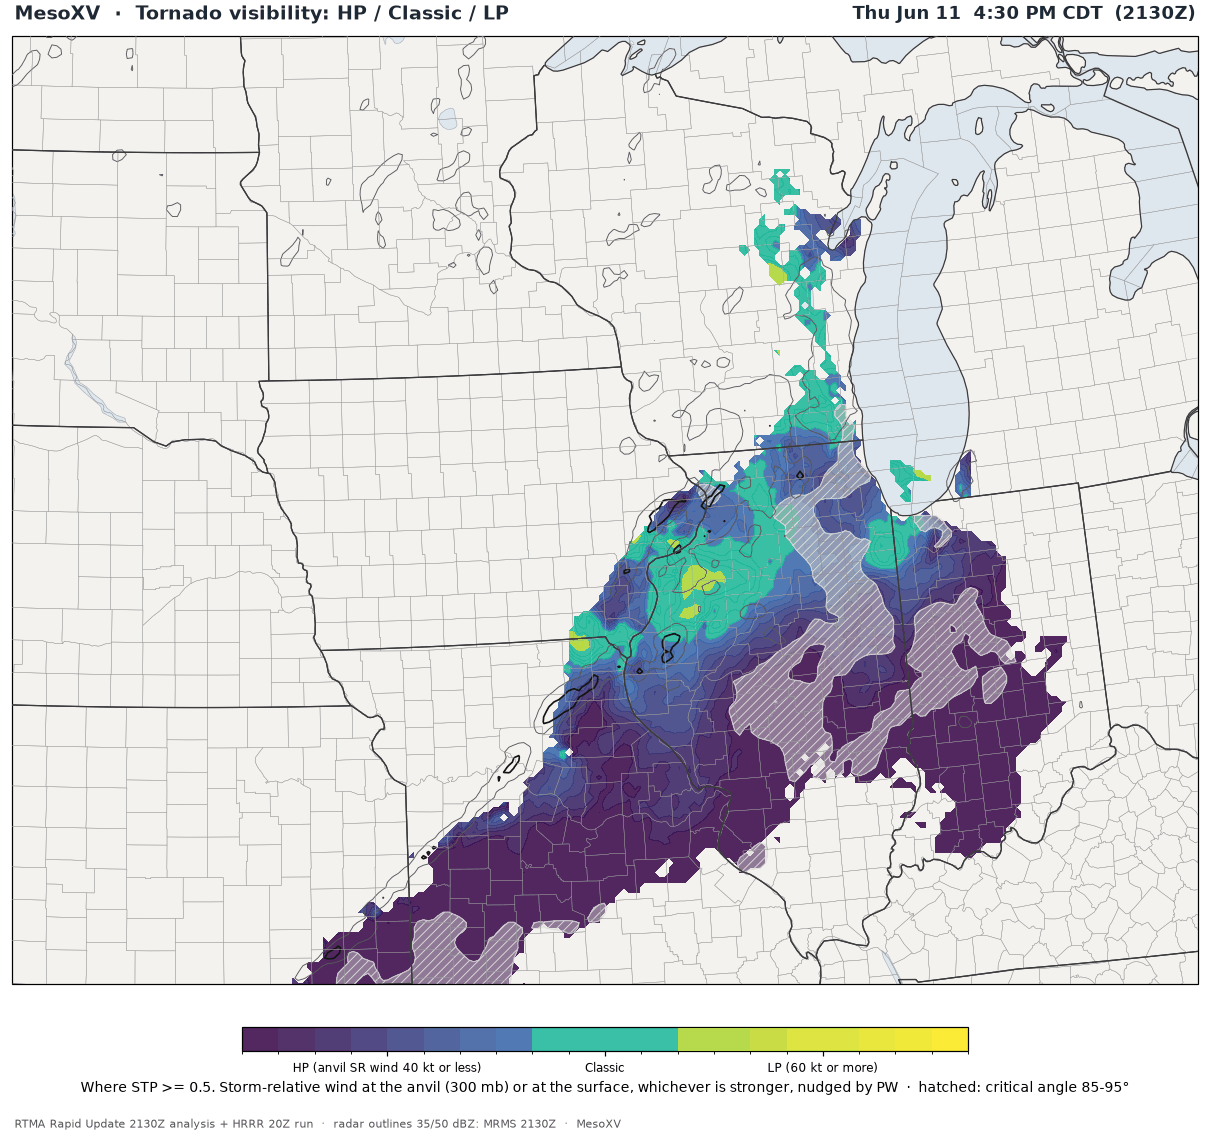 MesoXV · Tornado visibility: HP / Classic / LP
Thu Jun 11 4:30 PM CDT (2130Z)
HP (anvil SR wind 40 kt or less)
Classic
LP (60 kt or more)
Where STP >= 0.5. Storm-relative wind at the anvil (300 mb) or at the surface, whichever is stronger, nudged by PW · hatched: critical angle 85-95°
RTMA Rapid Update 2130Z analysis + HRRR 20Z run · radar outlines 35/50 dBZ: MRMS 2130Z · MesoXV